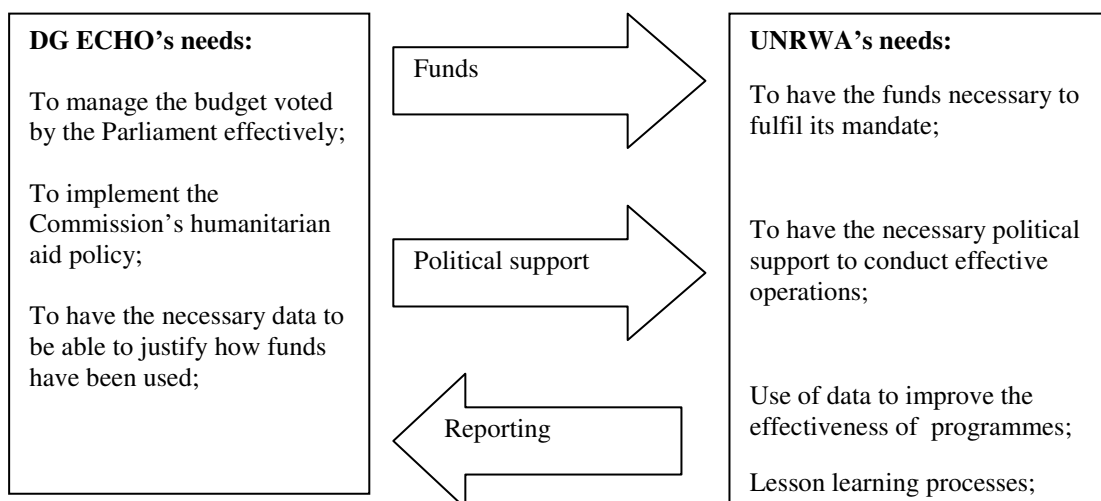 DG ECHO’s needs:
To manage the budget voted
by the Parliament effectively;
To implement the
Commission’s humanitarian
aid policy;
To have the necessary data to
be able to justify how funds
have been used;
Funds
Political support
Reporting
UNRWA’s needs:
To have the funds necessary to
fulfil its mandate;
To have the necessary political
support to conduct effective
operations;
Use of data to improve the
effectiveness of programmes;
Lesson learning processes;